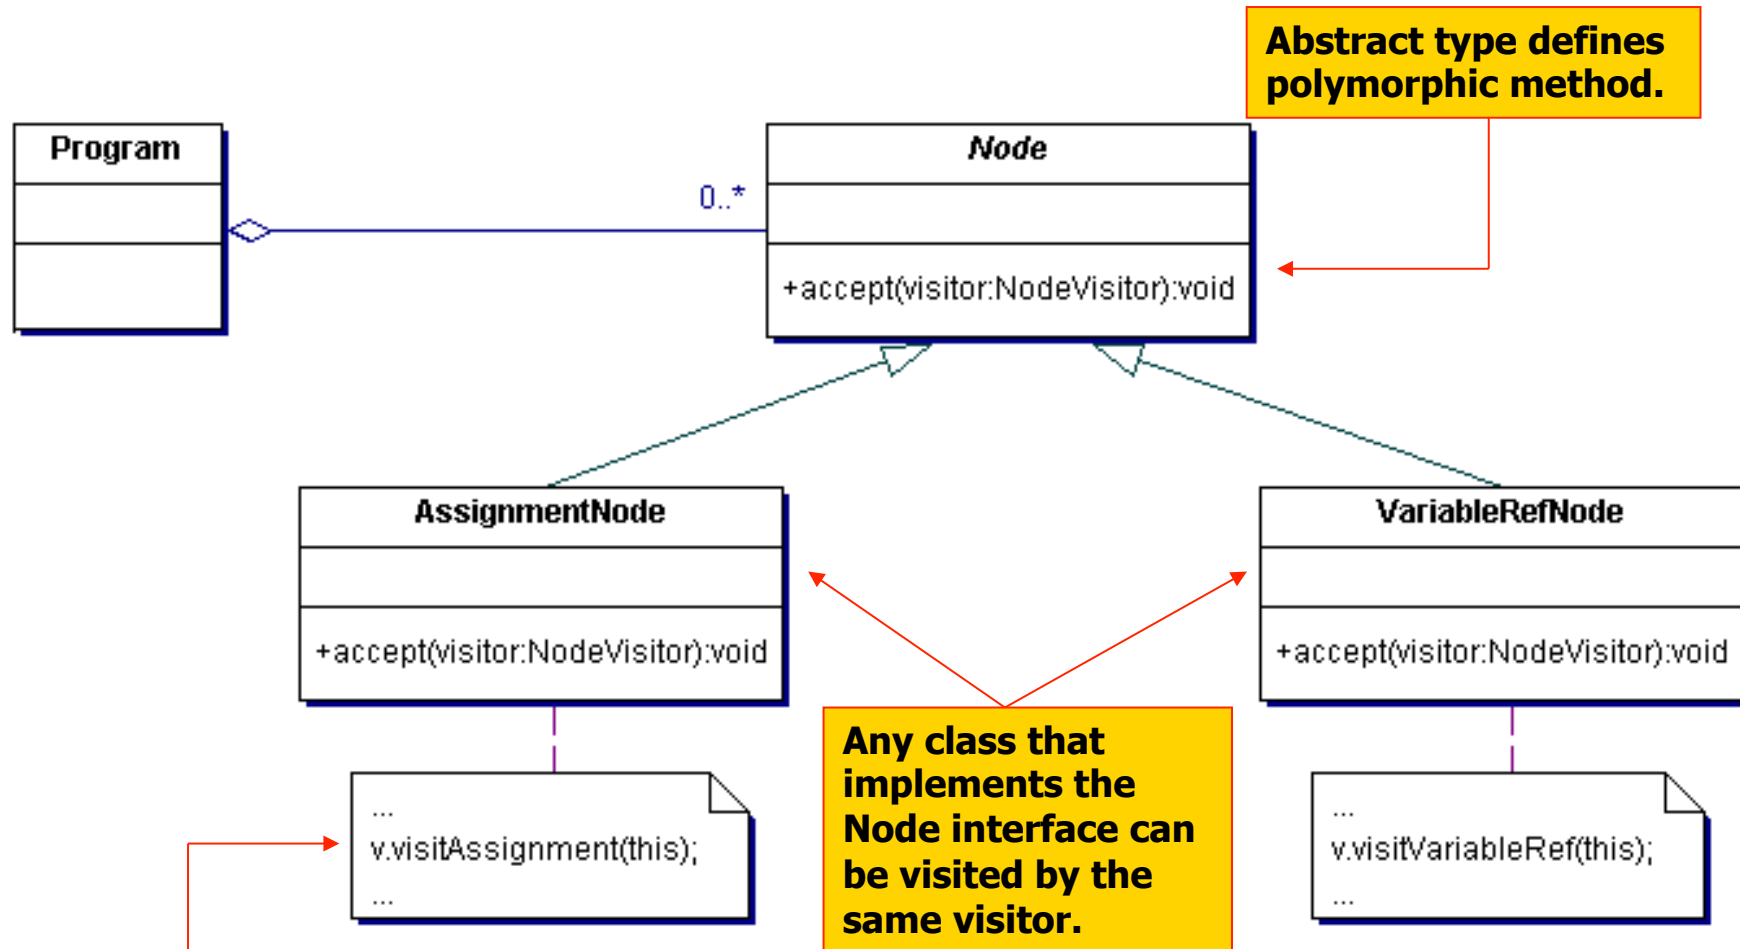 Abstract type defines
polymorphic method.
Program
Node
0..*
+accept(visitor:NodeVisitor):void
AssignmentNode
VariableRefNode
+accept(visitor:NodeVisitor):void
+accept(visitor:NodeVisitor):void
Any class that
implements the
Node interface can
be visited by the
same visitor.
...
v.visitAssignment(this);
...
...
v.visitVariableRef(this);
...